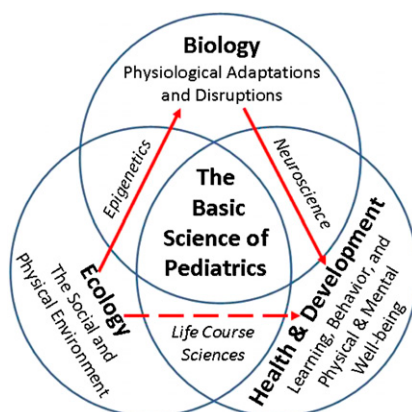 Biology
Physiological Adaptations
and Disruptions
Epigenetics
Neuroscience
The
Basic
Science of
Pediatrics
Ecology
The Social and
Physical Environment
Life Course
Sciences
Health & Development
Learning, Behavior, and
Physical & Mental
Well-being